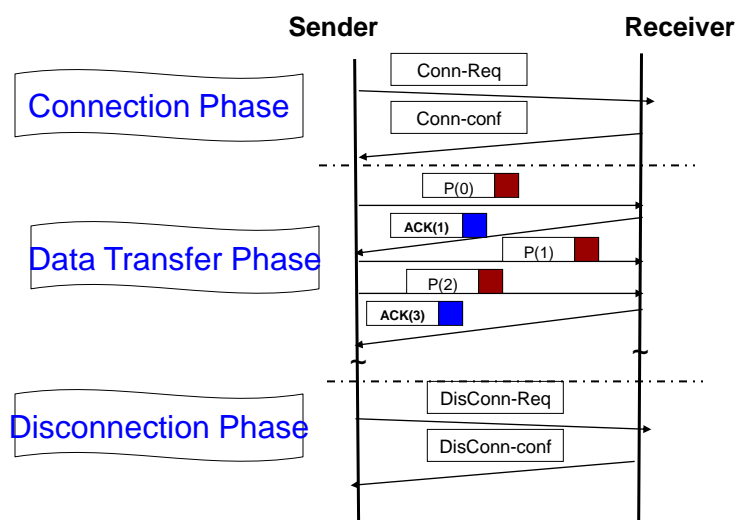 Sender
Receiver
Conn-Req
Connection Phase
Conn-conf
P(0)
ACK(1)
P(1)
Data Transfer Phase
P(2)
ACK(3)
~
~
DisConn-Req
Disconnection Phase
DisConn-conf